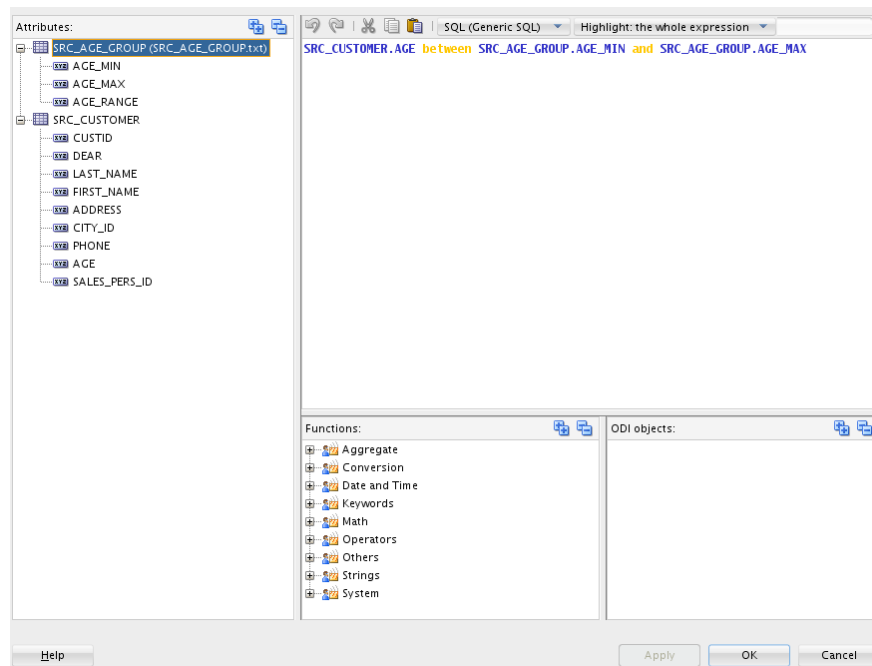 Attributes:
SRC_AGE_GROUP (SRC_AGE_GROUP.txt)
AGE_MIN
AGE_MAX
AGE_RANGE
SRC_CUSTOMER
CUSTID
DEAR
LAST_NAME
FIRST_NAME
ADDRESS
CITY_ID
PHONE
AGE
SALES_PERS_ID
SQL (Generic SQL) Highlight: the whole expression
SRC_CUSTOMER.AGE between SRC_AGE_GROUP.AGE_MIN and SRC_AGE_GROUP.AGE_MAX
Functions:
Aggregate
Conversion
Date and Time
Keywords
Math
Operators
Others
Strings
System
ODI objects:
Help Apply OK Cancel